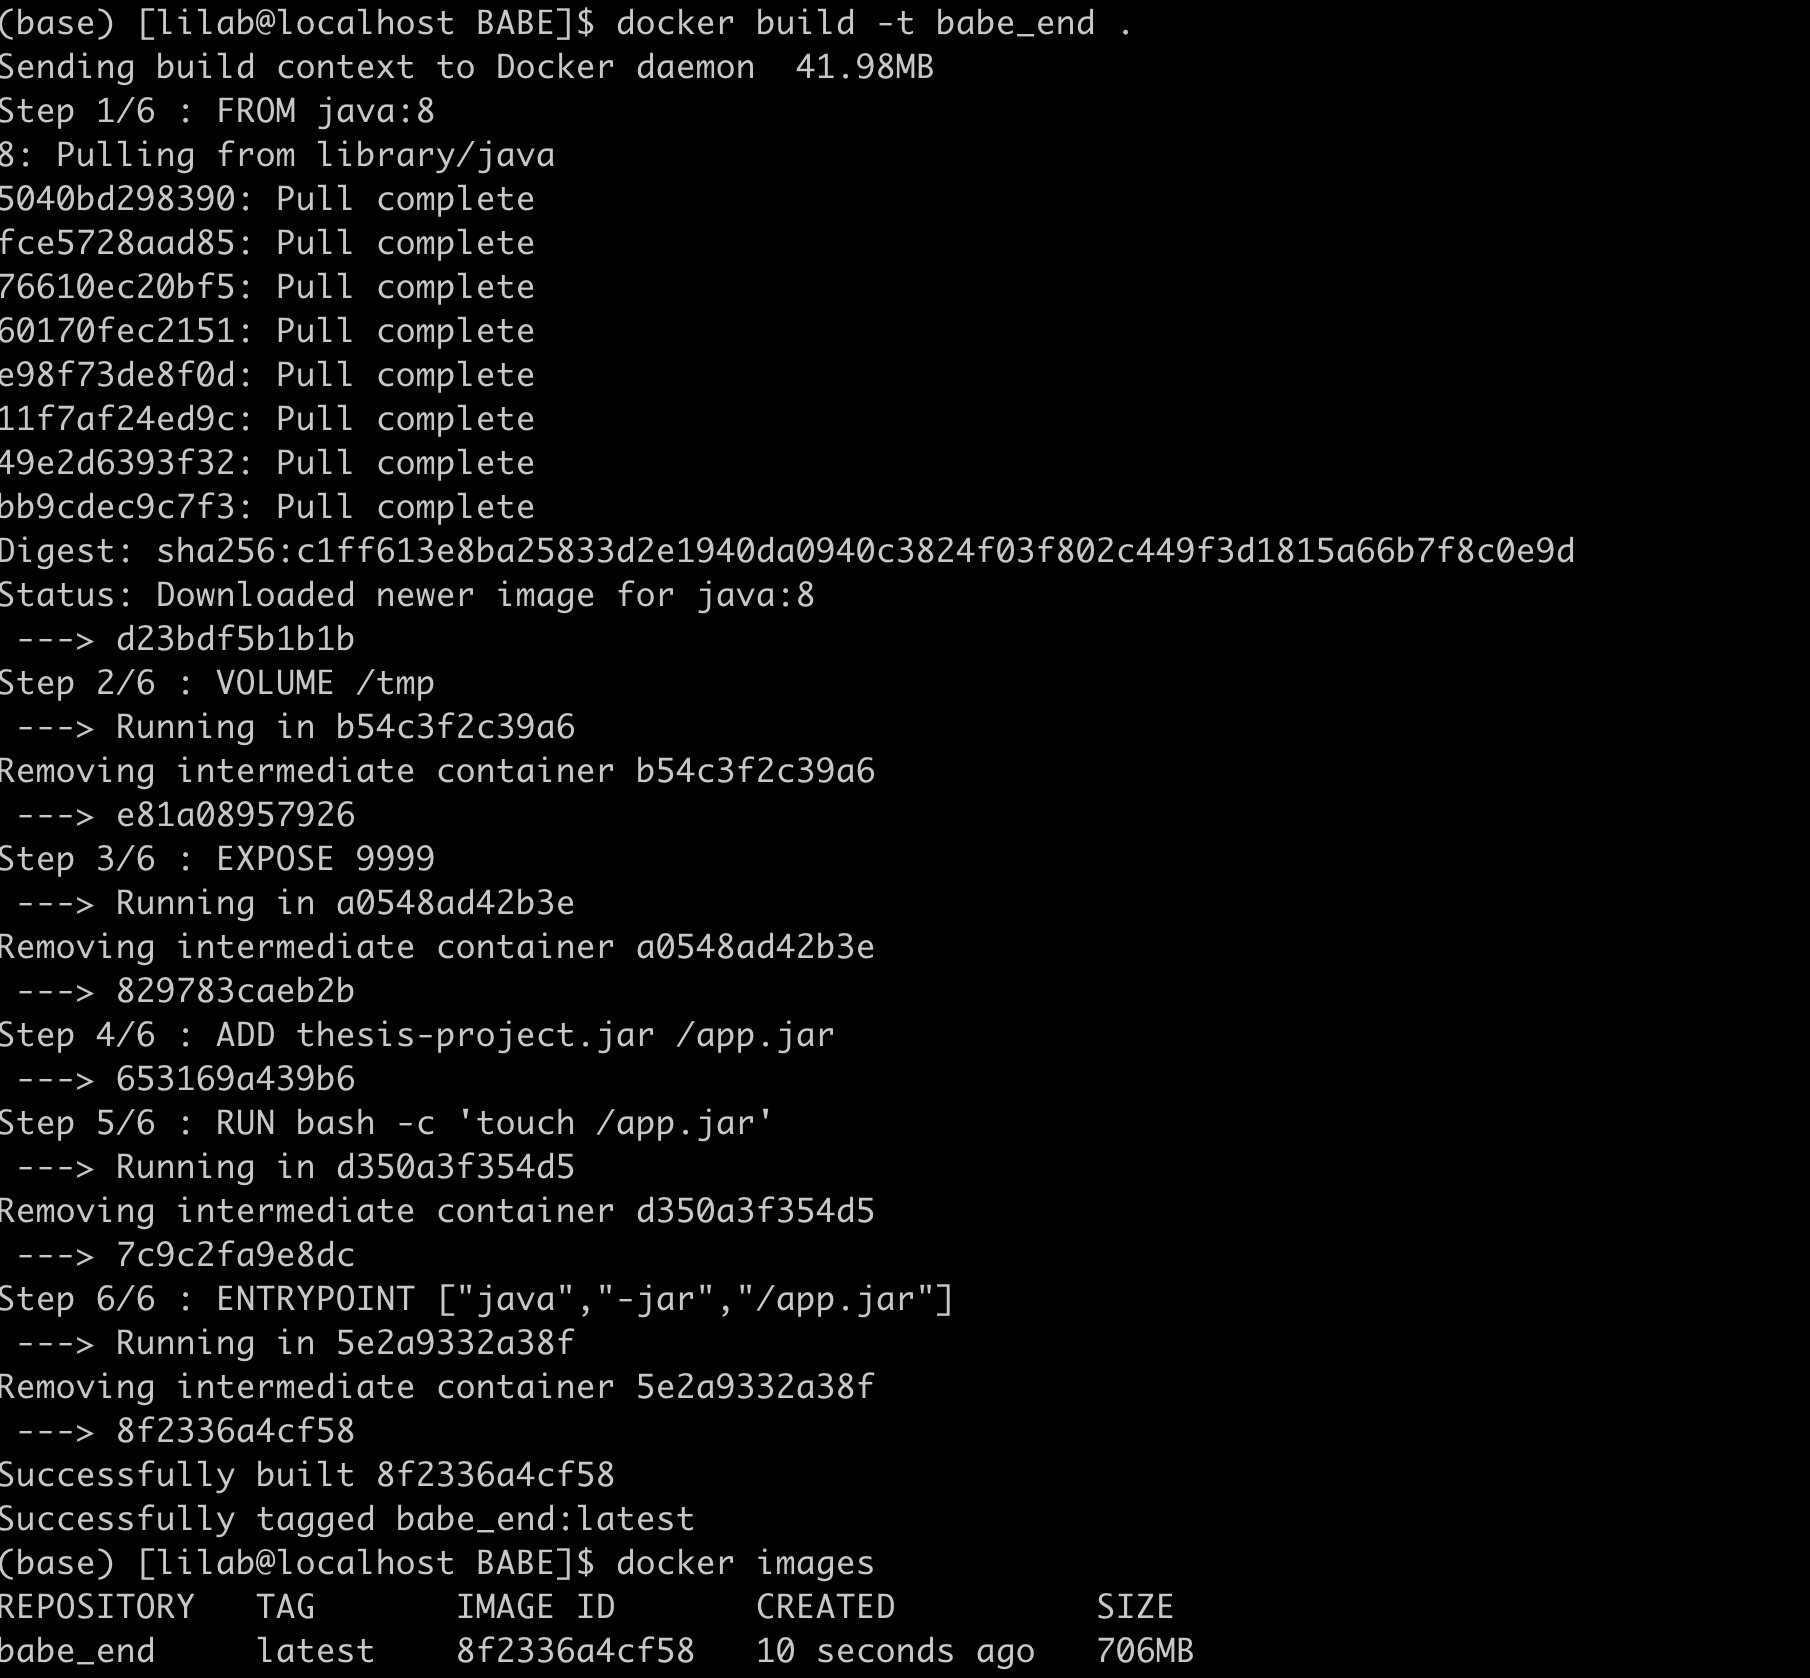 (base) [lilab@localhost BABE]$ docker build -t babe_end .
Sending build context to Docker daemon  41.98MB
Step 1/6 : FROM java:8
8: Pulling from library/java
5040bd298390: Pull complete
fce5728aad85: Pull complete
76610ec20bf5: Pull complete
60170fec2151: Pull complete
e98f73de8f0d: Pull complete
11f7af24ed9c: Pull complete
49e2d6393f32: Pull complete
bb9cdec9c7f3: Pull complete
Digest: sha256:c1ff613e8ba25833d2e1940da0940c3824f03f802c449f3d1815a66b7f8c0e9d
Status: Downloaded newer image for java:8
 ---> d23bdf5b1b1b
Step 2/6 : VOLUME /tmp
 ---> Running in b54c3f2c39a6
Removing intermediate container b54c3f2c39a6
 ---> e81a08957926
Step 3/6 : EXPOSE 9999
 ---> Running in a0548ad42b3e
Removing intermediate container a0548ad42b3e
 ---> 829783caeb2b
Step 4/6 : ADD thesis-project.jar /app.jar
 ---> 653169a439b6
Step 5/6 : RUN bash -c 'touch /app.jar'
 ---> Running in d350a3f354d5
Removing intermediate container d350a3f354d5
 ---> 7c9c2fa9e8dc
Step 6/6 : ENTRYPOINT ["java","-jar","/app.jar"]
 ---> Running in 5e2a9332a38f
Removing intermediate container 5e2a9332a38f
 ---> 8f2336a4cf58
Successfully built 8f2336a4cf58
Successfully tagged babe_end:latest
(base) [lilab@localhost BABE]$ docker images
REPOSITORY   TAG       IMAGE ID       CREATED          SIZE
babe_end     latest    8f2336a4cf58   10 seconds ago   706MB